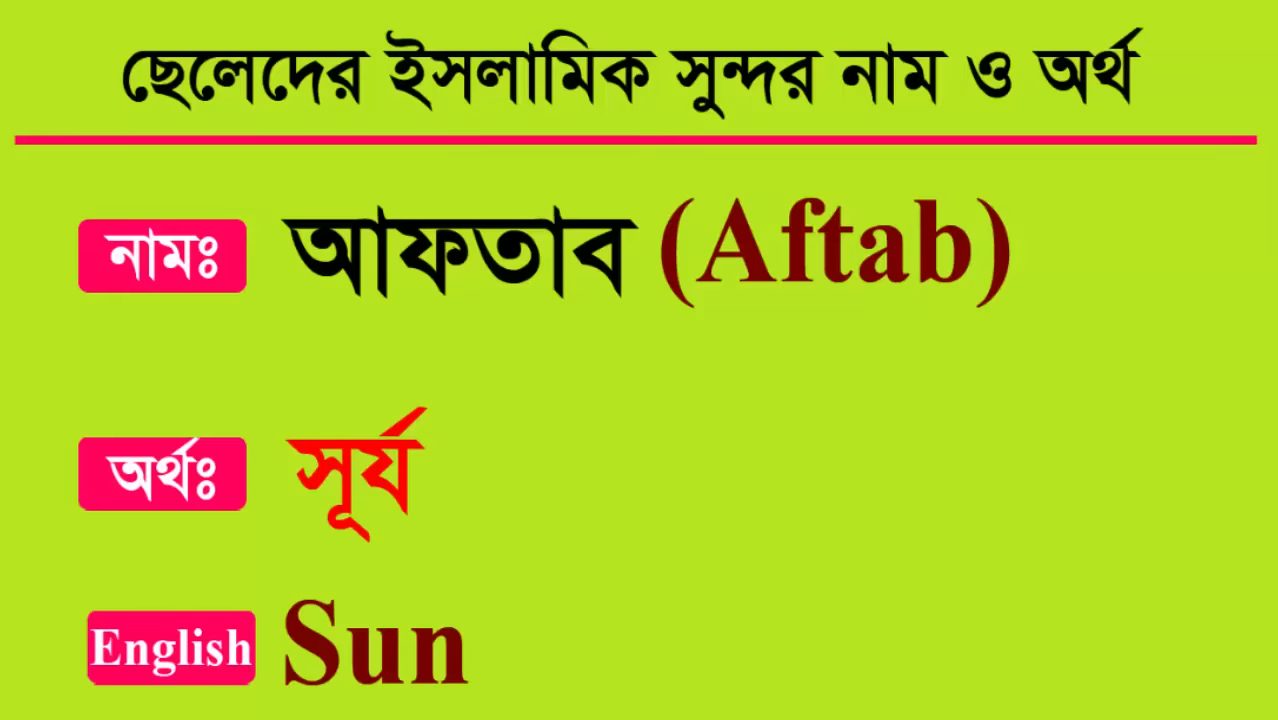 ছেলেদের ইসলামিক সুন্দর নাম ও অর্থ
নামঃ আফতাব (Aftab)
অর্থঃ সূর্য
English Sun